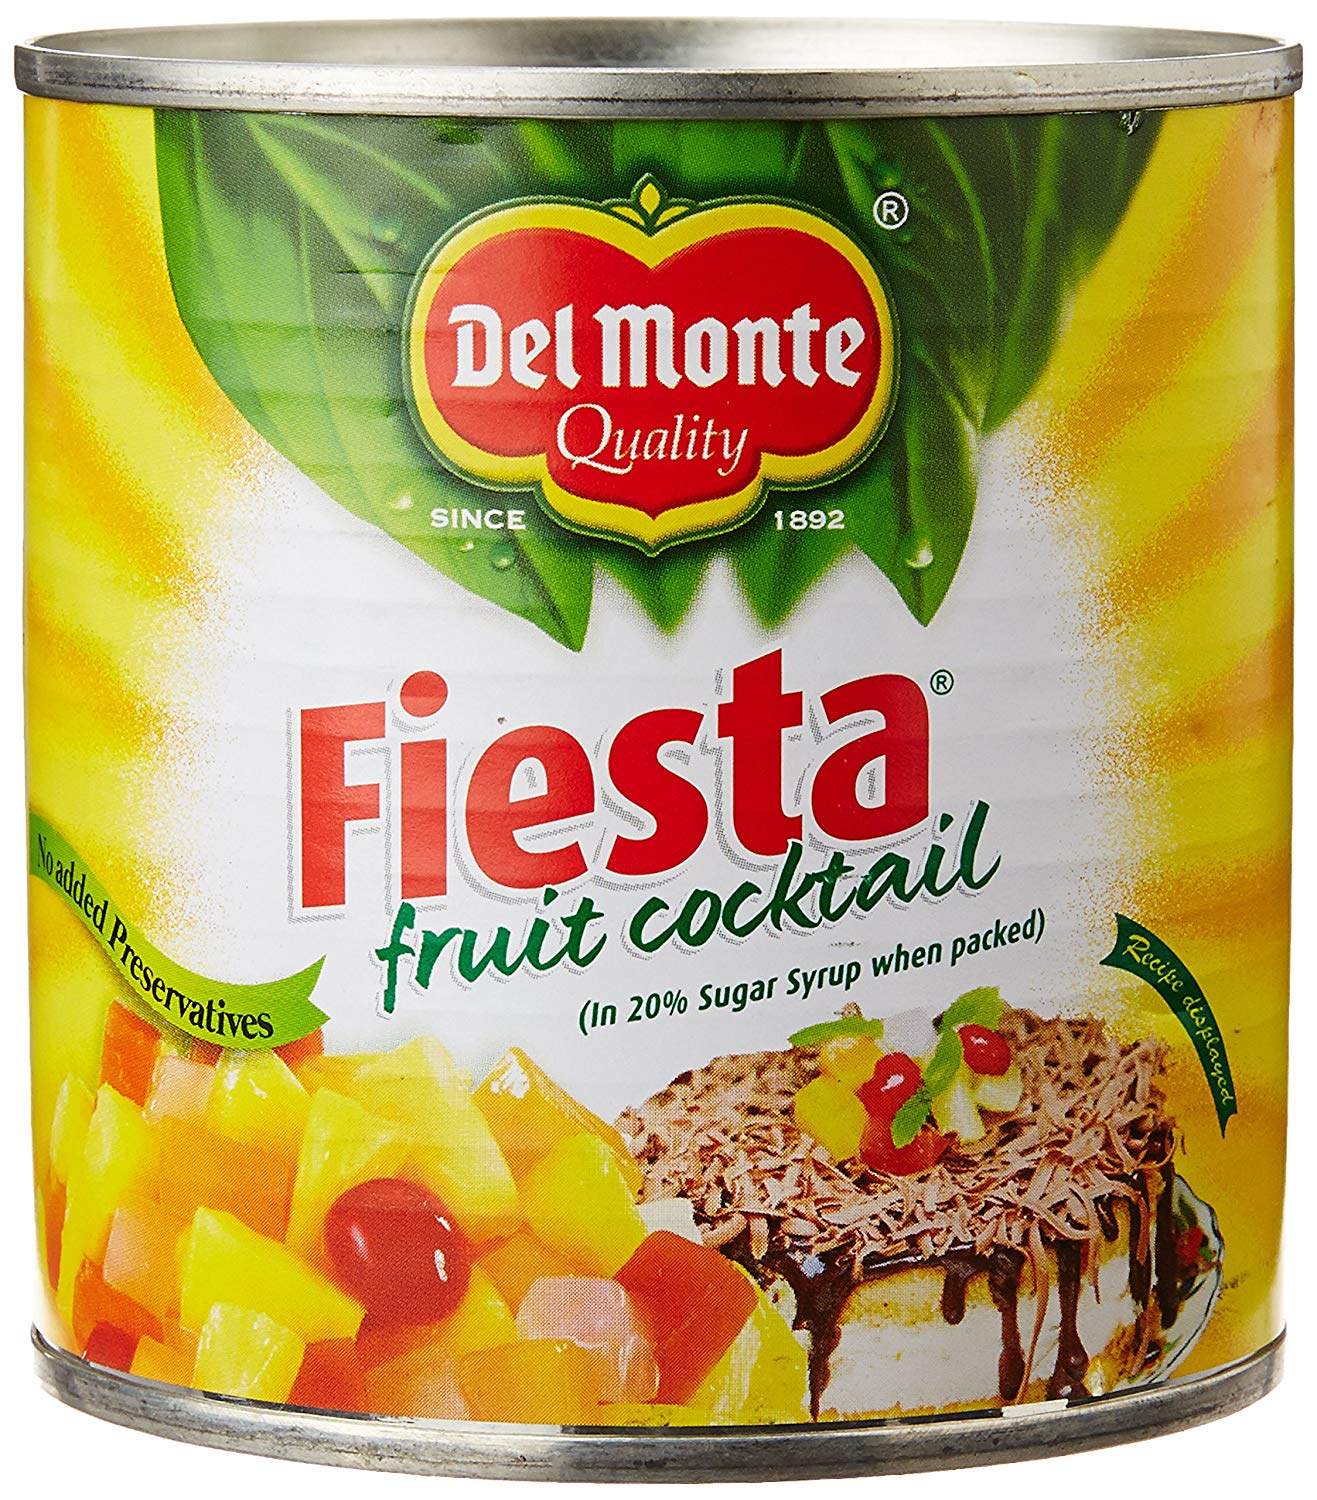 ®
Del Monte
Quality
SINCE 1892
Fiesta®
fruit cocktail
(In 20% Sugar Syrup when packed)
No added Preservatives
Recipe displayed